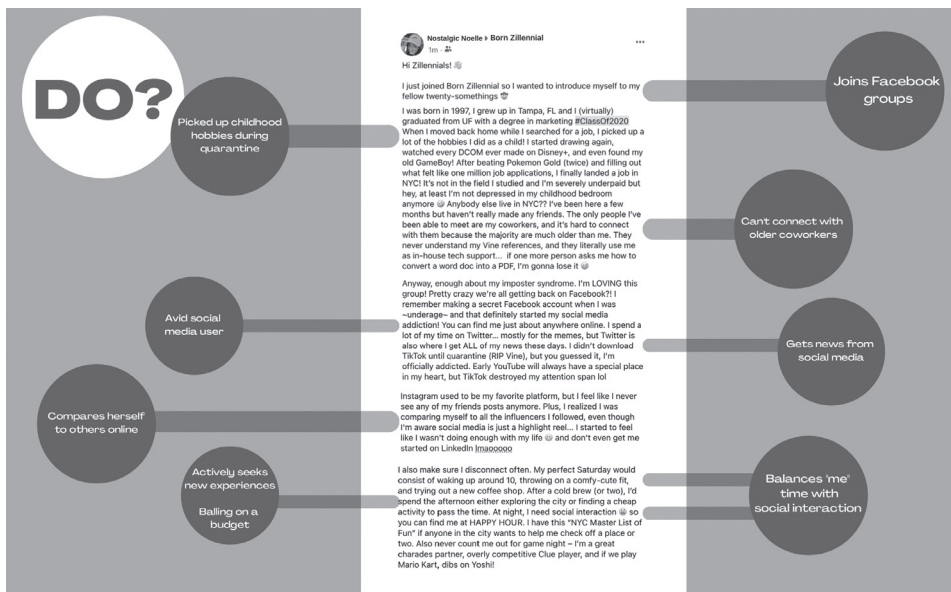 DO?
Picked up childhood
hobbies during
quarantine
Avid social
media user
Compares herself
to others online
Actively seeks
new experiences
Balling on a
budget
Nostalgic Noelle ▸ Born Zillennial
1m ·
Hi Zillennials! 👋
I just joined Born Zillennial so I wanted to introduce myself to my
fellow twenty-somethings
I was born in 1997, I grew up in Tampa, FL and I (virtually)
graduated from UF with a degree in marketing #ClassOf2020
When I moved back home while I searched for a job, I picked up a
lot of the hobbies I did as a child! I started drawing again,
watched every DCOM ever made on Disney+, and even found my
old GameBoy! After beating Pokemon Gold (twice) and filling out
what felt like one million job applications, I finally landed a job in
NYC! It's not in the field I studied and I'm severely underpaid but
hey, at least I'm not depressed in my childhood bedroom
anymore Anybody else live in NYC?? I've been here a few
months but haven't really made any friends. The only people I've
been able to meet are my coworkers, and it's hard to connect
with them because the majority are much older than me. They
never understand my Vine references, and they literally use me
as in-house tech support... if one more person asks me how to
convert a word doc into a PDF, I'm gonna lose it
Anyway, enough about my imposter syndrome. I'm LOVING this
group! Pretty crazy we're all getting back on Facebook?! I
remember making a secret Facebook account when I was
~underage~ and that definitely started my social media
addiction! You can find me just about anywhere online. I spend a
lot of my time on Twitter... mostly for the memes, but Twitter is
also where I get ALL of my news these days. I didn't download
TikTok until quarantine (RIP Vine), but you guessed it, I'm
officially addicted. Early YouTube will always have a special place
in my heart, but TikTok destroyed my attention span lol
Instagram used to be my favorite platform, but I feel like I never
see any of my friends posts anymore. Plus, I realized I was
comparing myself to all the influencers I followed, even though
I'm aware social media is just a highlight reel... I started to feel
like I wasn't doing enough with my life and don't even get me
started on LinkedIn lmaooooo
I also make sure I disconnect often. My perfect Saturday would
consist of waking up around 10, throwing on a comfy-cute fit,
and trying out a new coffee shop. After a cold brew (or two), I'd
spend the afternoon either exploring the city or finding a cheap
activity to pass the time. At night, I need social interaction so
you can find me at HAPPY HOUR. I have this "NYC Master List of
Fun" if anyone in the city wants to help me check off a place or
two. Also never count me out for game night – I'm a great
charades partner, overly competitive Clue player, and if we play
Mario Kart, dibs on Yoshi!
Joins Facebook
groups
Can't connect with
older coworkers
Gets news from
social media
Balances "me"
time with
social interaction